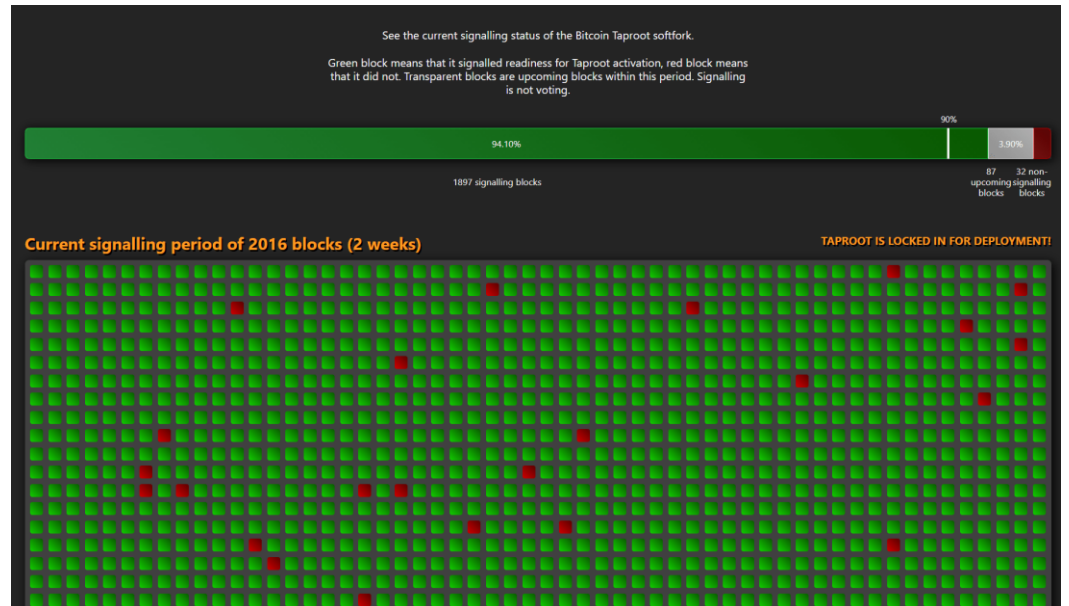 See the current signalling status of the Bitcoin Taproot softfork.
Green block means that it signalled readiness for Taproot activation, red block means
that it did not. Transparent blocks are upcoming blocks within this period. Signalling
is not voting.
90%
94.10%
3.90%
1897 signalling blocks
87
upcoming
blocks
32 non-
signalling
blocks
Current signalling period of 2016 blocks (2 weeks)
TAPROOT IS LOCKED IN FOR DEPLOYMENT!